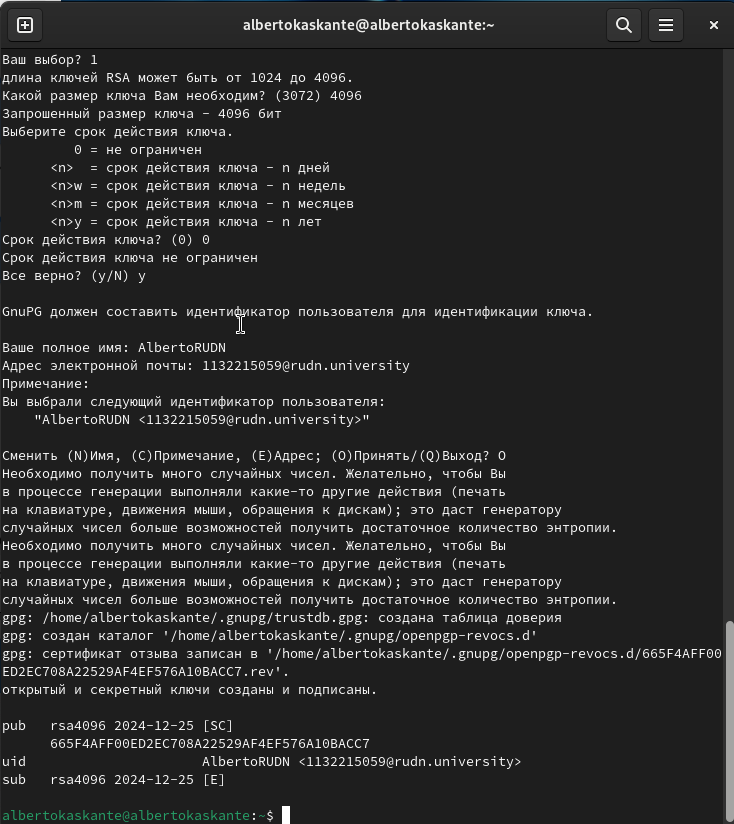 albertokaskante@albertokaskante:~
Ваш выбор? 1
длина ключей RSA может быть от 1024 до 4096.
Какой размер ключа Вам необходим? (3072) 4096
Запрошенный размер ключа - 4096 бит
Выберите срок действия ключа.
0 = не ограничен
<n>  = срок действия ключа - n дней
<n>w = срок действия ключа - n недель
<n>m = срок действия ключа - n месяцев
<n>y = срок действия ключа - n лет
Срок действия ключа? (0) 0
Срок действия ключа не ограничен
Все верно? (y/N) y
GnuPG должен составить идентификатор пользователя для идентификации ключа.
Ваше полное имя: AlbertoRUDN
Адрес электронной почты: 1132215059@rudn.university
Примечание:
Вы выбрали следующий идентификатор пользователя:
"AlbertoRUDN <1132215059@rudn.university>"
Сменить (N)Имя, (C)Примечание, (E)Адрес; (O)Принять/(Q)Выход? O
Необходимо получить много случайных чисел. Желательно, чтобы Вы
в процессе генерации выполняли какие-то другие действия (печать
на клавиатуре, движения мыши, обращения к дискам); это даст генератору
случайных чисел больше возможностей получить достаточное количество энтропии.
Необходимо получить много случайных чисел. Желательно, чтобы Вы
в процессе генерации выполняли какие-то другие действия (печать
на клавиатуре, движения мыши, обращения к дискам); это даст генератору
случайных чисел больше возможностей получить достаточное количество энтропии.
gpg: /home/albertokaskante/.gnupg/trustdb.gpg: создана таблица доверия
gpg: создан каталог '/home/albertokaskante/.gnupg/openpgp-revocs.d'
gpg: сертификат отзыва записан в '/home/albertokaskante/.gnupg/openpgp-revocs.d/665F4AFF00
ED2EC708A22529AF4EF576A10BACC7.rev'.
открытый и секретный ключи созданы и подписаны.
pub   rsa4096 2024-12-25 [SC]
665F4AFF00ED2EC708A22529AF4EF576A10BACC7
uid                      AlbertoRUDN <1132215059@rudn.university>
sub   rsa4096 2024-12-25 [E]
albertokaskante@albertokaskante:~$